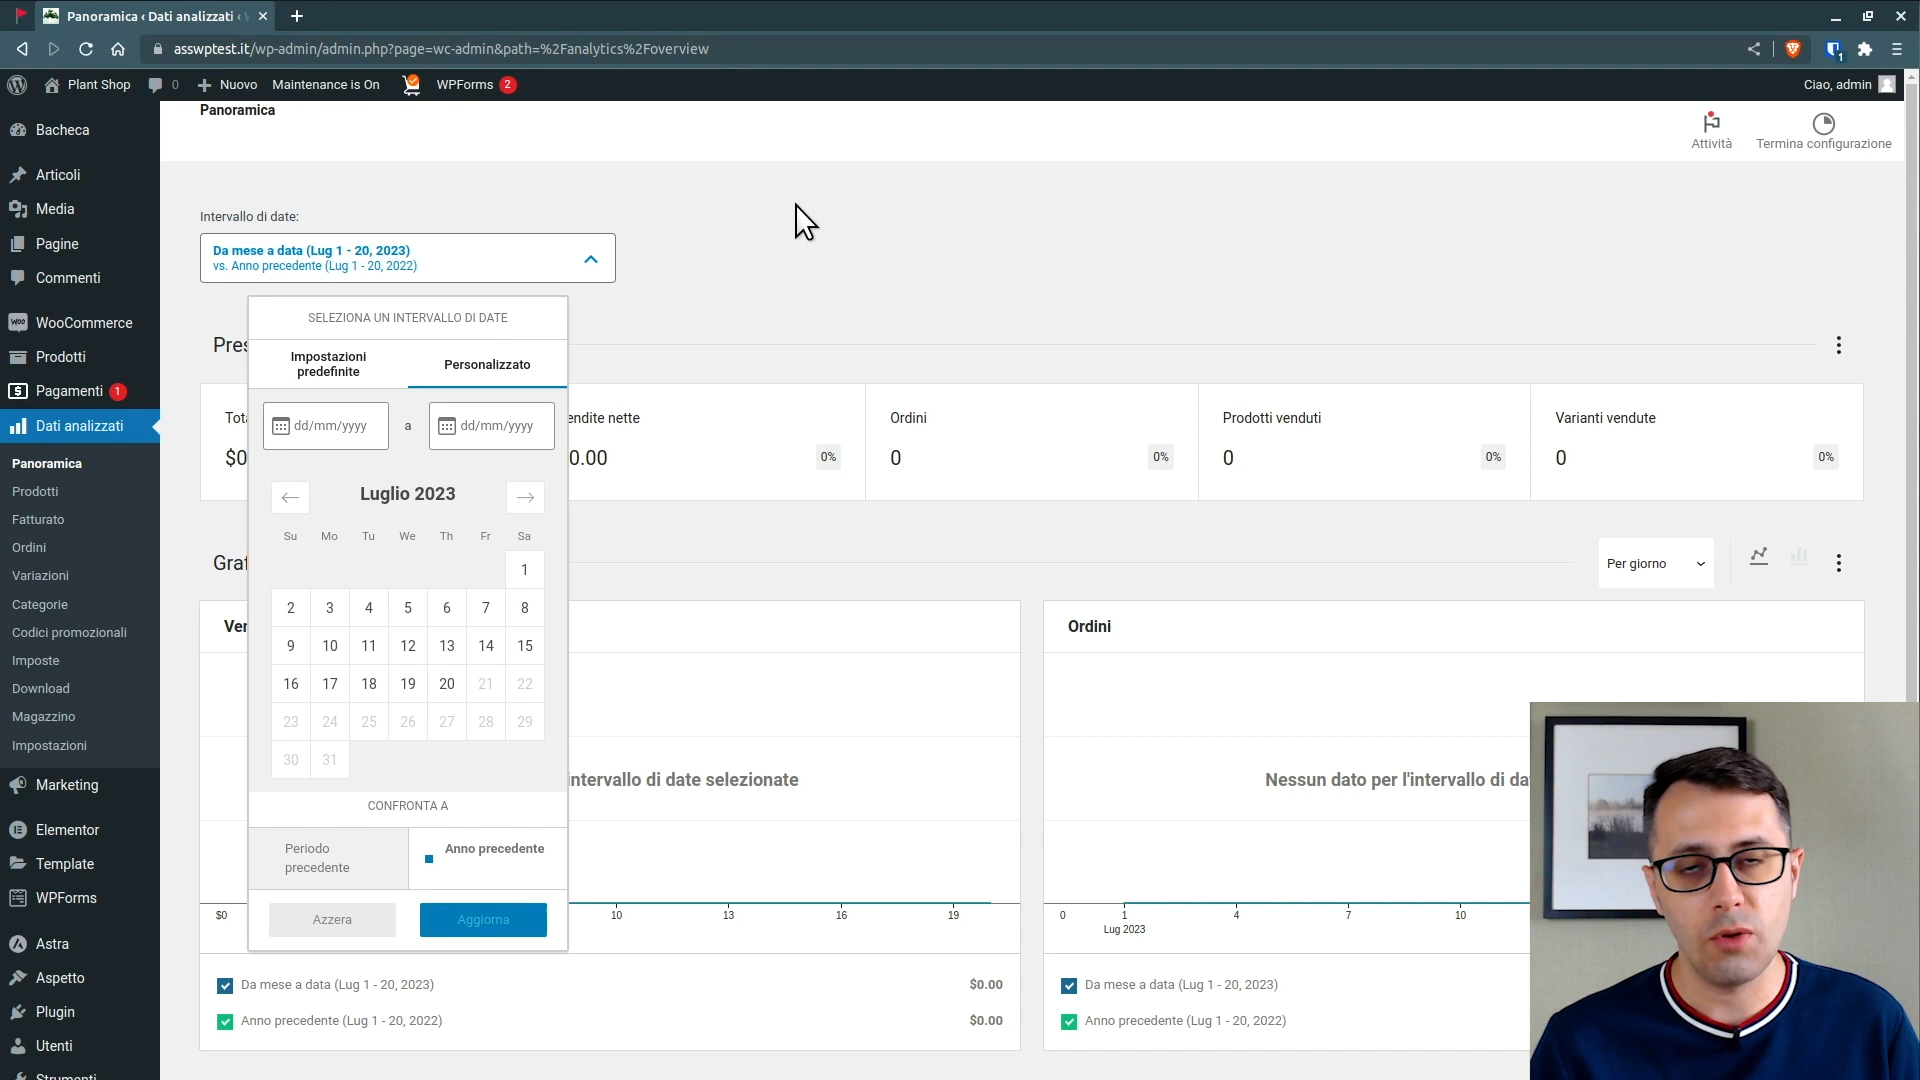 Panoramica ‹ Dati analizzati ‹
asswptest.it/wp-admin/admin.php?page=wc-admin&path=%2Fanalytics%2Foverview
1
Plant Shop
0
Nuovo
Maintenance is On
WPForms
2
Ciao, admin
Panoramica
Attività
Termina configurazione
Bacheca
Articoli
Media
Pagine
Commenti
WooCommerce
Prodotti
Pagamenti
1
Dati analizzati
Panoramica
Prodotti
Fatturato
Ordini
Variazioni
Categorie
Codici promozionali
Imposte
Download
Magazzino
Impostazioni
Marketing
Elementor
Template
WPForms
Astra
Aspetto
Plugin
Utenti
Strumenti
Intervallo di date:
Da mese a data (Lug 1 - 20, 2023)
vs. Anno precedente (Lug 1 - 20, 2022)
SELEZIONA UN INTERVALLO DI DATE
Impostazioni
predefinite
Personalizzato
dd/mm/yyyy
a
dd/mm/yyyy
Luglio 2023
Su Mo Tu We Th Fr Sa
1
2 3 4 5 6 7 8
9 10 11 12 13 14 15
16 17 18 19 20 21 22
23 24 25 26 27 28 29
30 31
CONFRONTA A
Periodo
precedente
Anno precedente
Azzera
Aggiorna
Pres
Tota
$0
endite nette
0.00
0%
Ordini
0
0%
Prodotti venduti
0
0%
Varianti vendute
0
0%
Graf
Per giorno
Ven
intervallo di date selezionate
$0
10 13 16 19
Da mese a data (Lug 1 - 20, 2023)
$0.00
Anno precedente (Lug 1 - 20, 2022)
$0.00
Ordini
Nessun dato per l'intervallo di da
0 1 4 7 10
Lug 2023
Da mese a data (Lug 1 - 20, 2023)
Anno precedente (Lug 1 - 20, 2022)